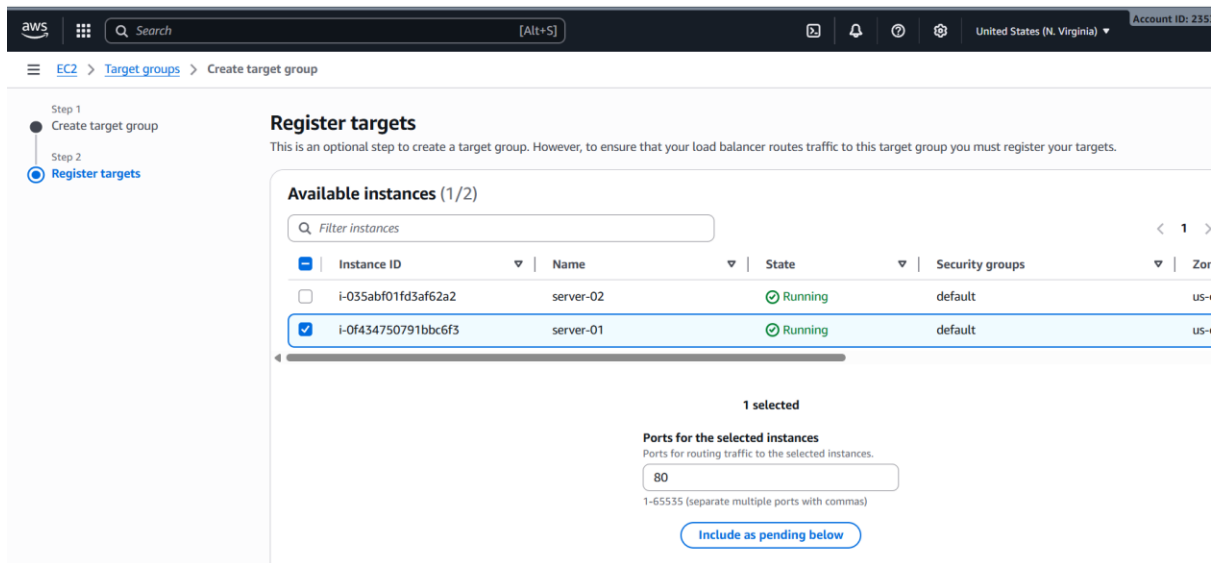 aws
Search [Alt+S] United States (N. Virginia) ▼ Account ID: 235
EC2 > Target groups > Create target group
Step 1
Create target group
Step 2
Register targets
Register targets
This is an optional step to create a target group. However, to ensure that your load balancer routes traffic to this target group you must register your targets.
Available instances (1/2)
Filter instances
1
Instance ID Name State Security groups Zon
i-035abf01fd3af62a2 server-02 Running default us-
i-0f434750791bbc6f3 server-01 Running default us-
1 selected
Ports for the selected instances
Ports for routing traffic to the selected instances.
80
1-65535 (separate multiple ports with commas)
Include as pending below